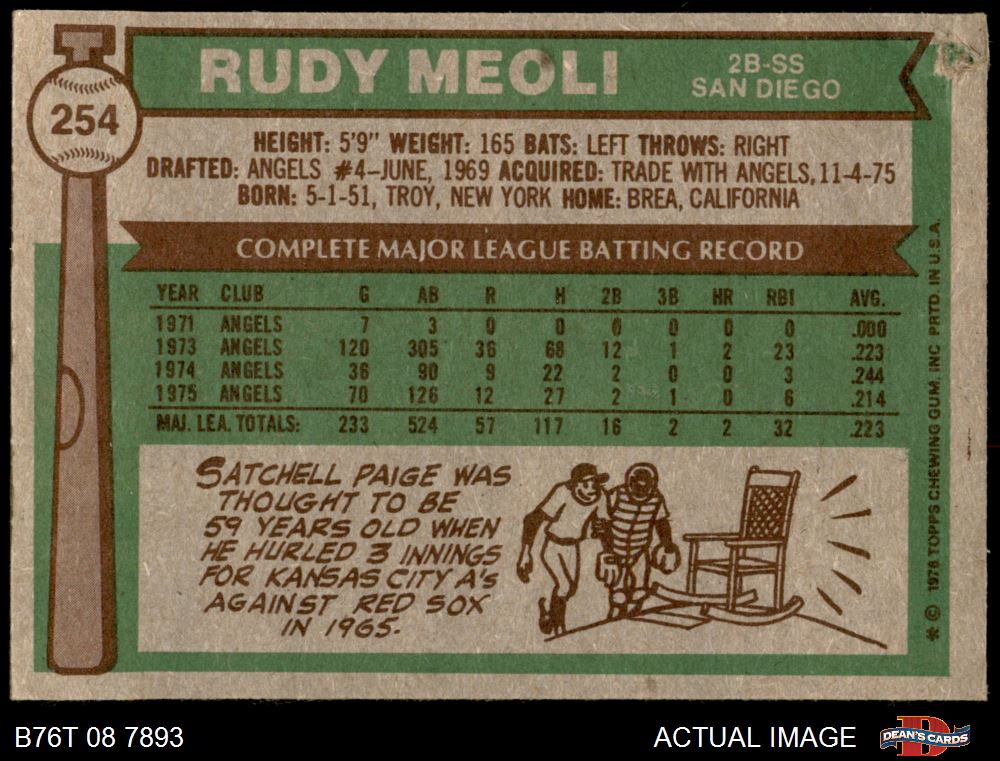 RUDY MEOLI
2B-SS
SAN DIEGO
254
HEIGHT: 5'9" WEIGHT: 165 BATS: LEFT THROWS: RIGHT
DRAFTED: ANGELS #4-JUNE, 1969 ACQUIRED: TRADE WITH ANGELS, 11-4-75
BORN: 5-1-51, TROY, NEW YORK HOME: BREA, CALIFORNIA
COMPLETE MAJOR LEAGUE BATTING RECORD
YEAR CLUB G AB R H 2B 3B HR RBI AVG.
1971 ANGELS 7 3 0 0 0 0 0 0 .000
1973 ANGELS 120 305 36 68 12 1 2 23 .223
1974 ANGELS 36 90 9 22 2 0 0 3 .244
1975 ANGELS 70 126 12 27 2 1 0 6 .214
MAJ. LEA. TOTALS: 233 524 57 117 16 2 2 32 .223
SATCHELL PAIGE WAS
THOUGHT TO BE
59 YEARS OLD WHEN
HE HURLED 3 INNINGS
FOR KANSAS CITY A's
AGAINST RED SOX
IN 1965.
* © 1976 TOPPS CHEWING GUM, INC PRTD. IN U.S.A.
B76T 08 7893
ACTUAL IMAGE
DEAN'S CARDS